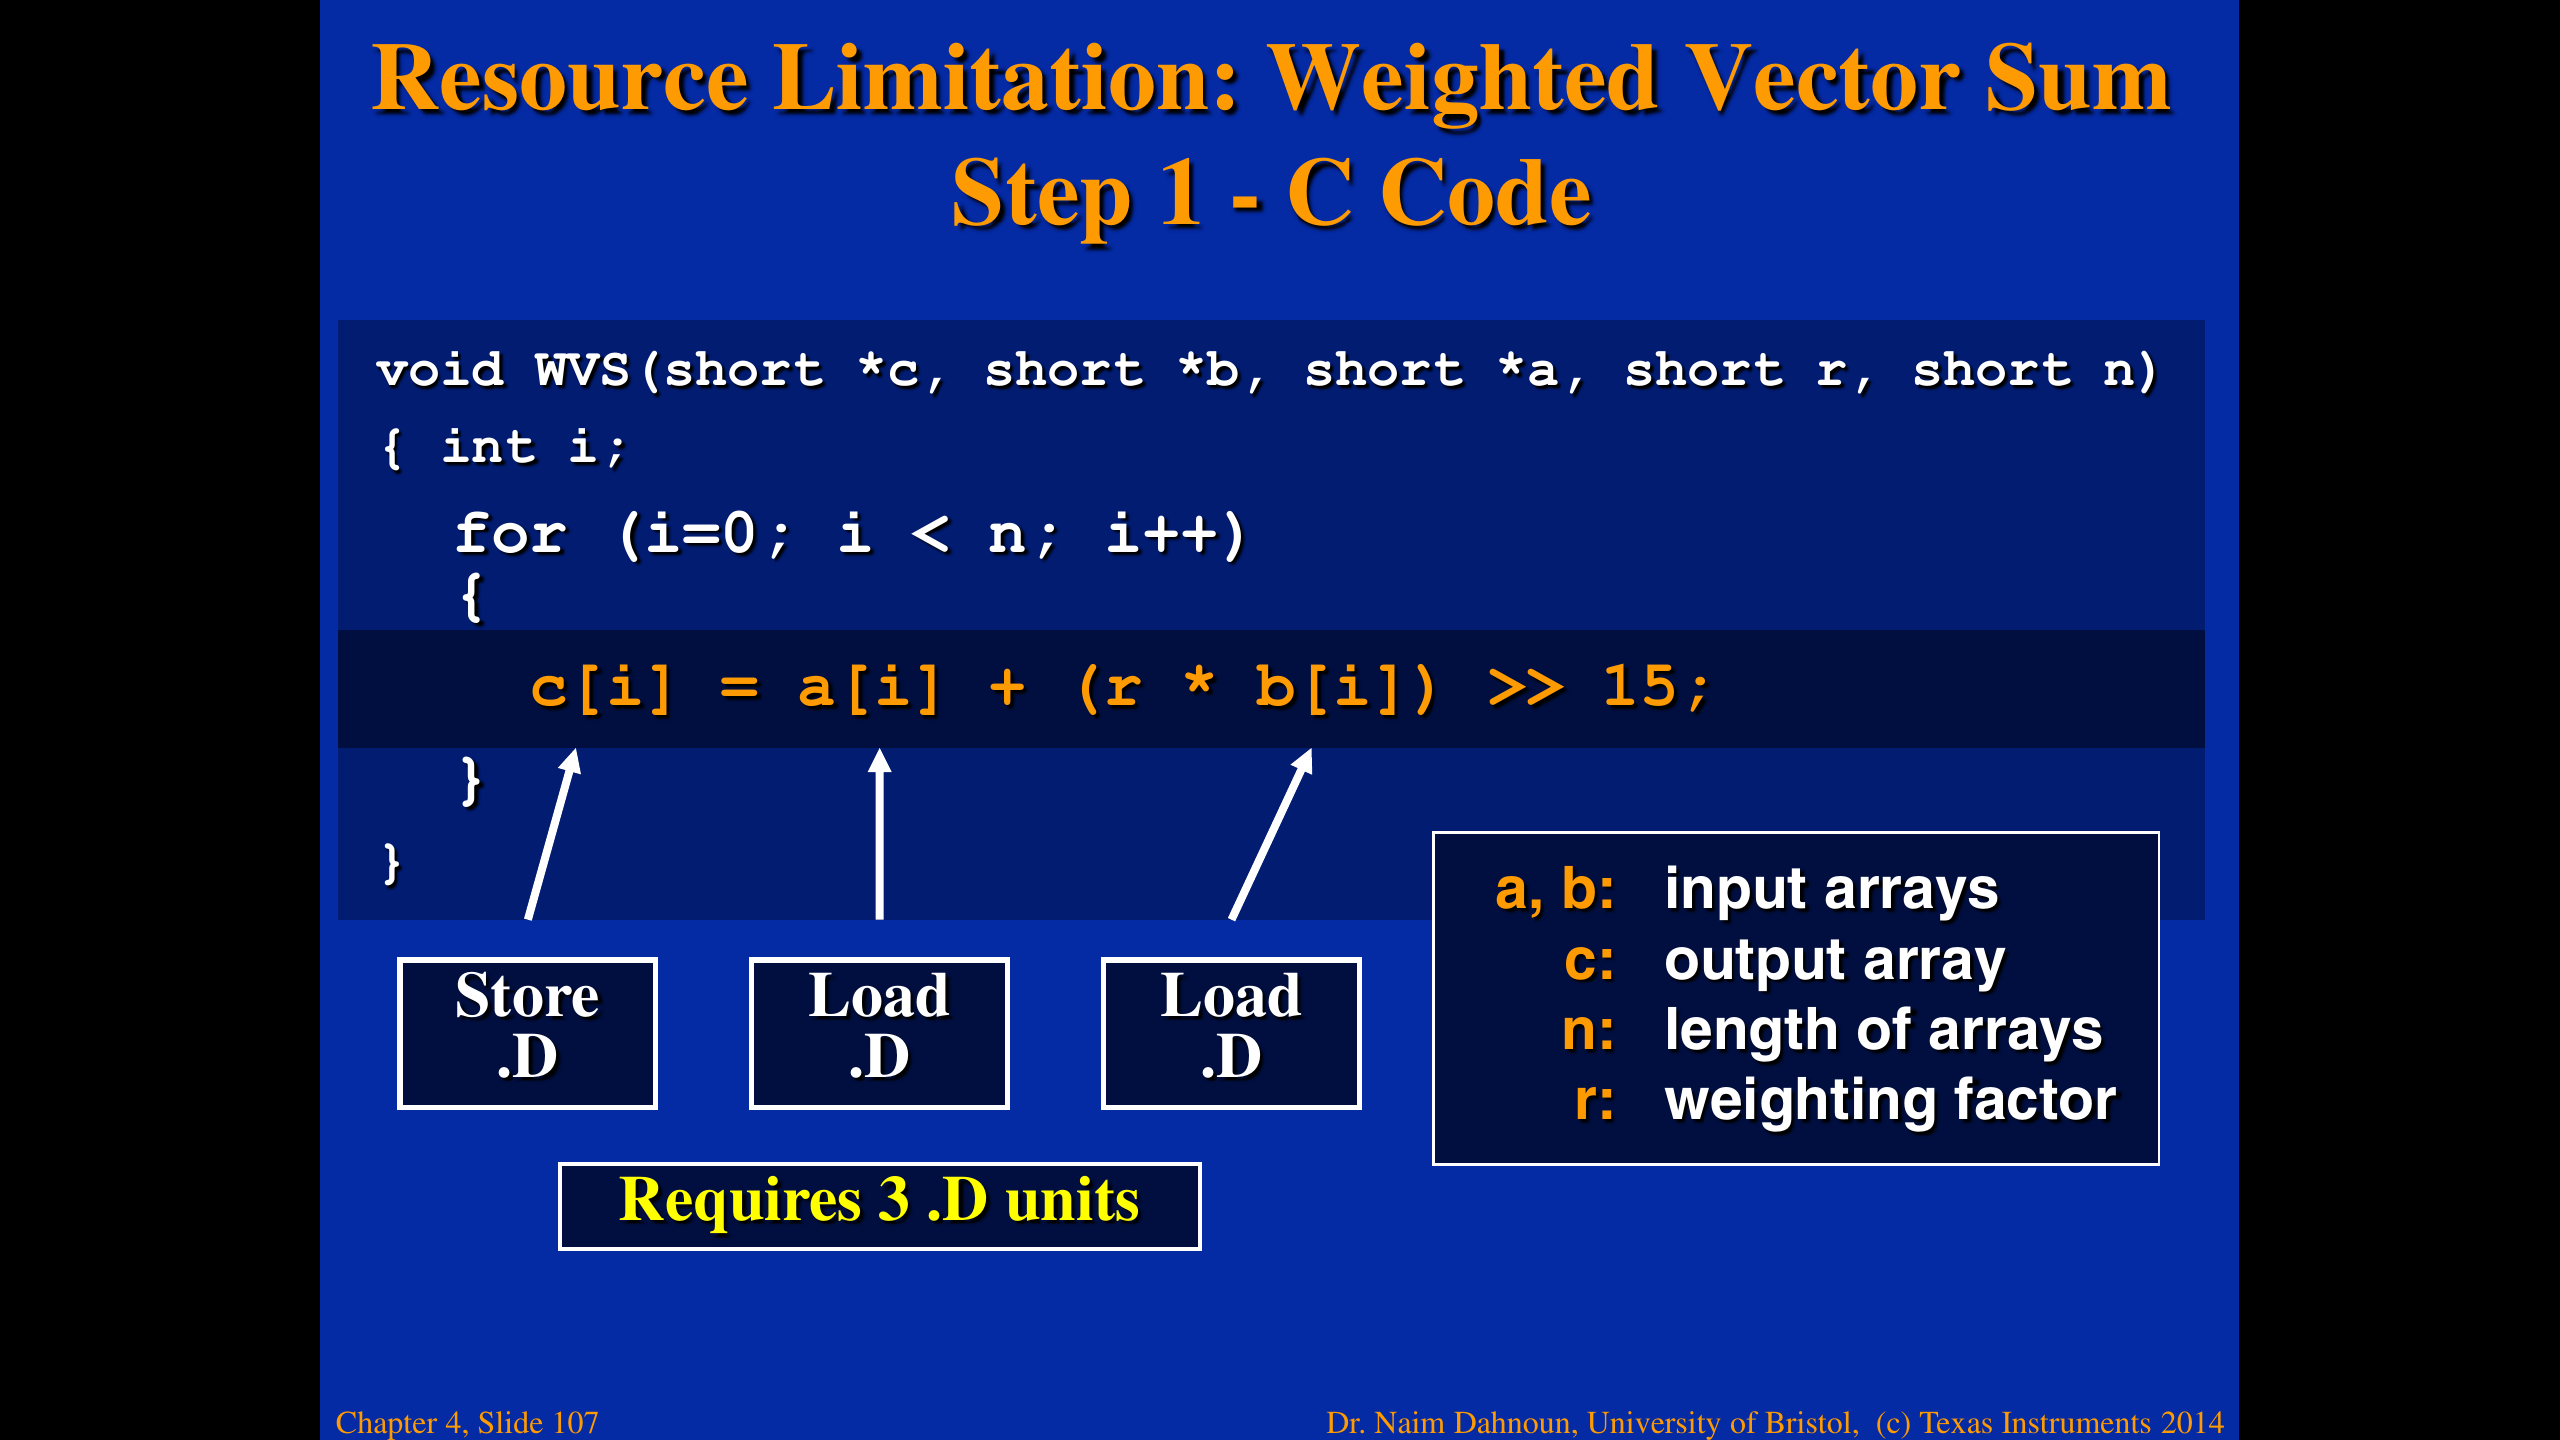 Resource Limitation: Weighted Vector Sum
Step 1 - C Code
void WVS(short *c, short *b, short *a, short r, short n)
{ int i;
for (i=0; i < n; i++)
{
c[i] = a[i] + (r * b[i]) >> 15;
}
}
Store
.D
Load
.D
Load
.D
Requires 3 .D units
a, b: input arrays
c: output array
n: length of arrays
r: weighting factor
Chapter 4, Slide 107
Dr. Naim Dahnoun, University of Bristol, (c) Texas Instruments 2014